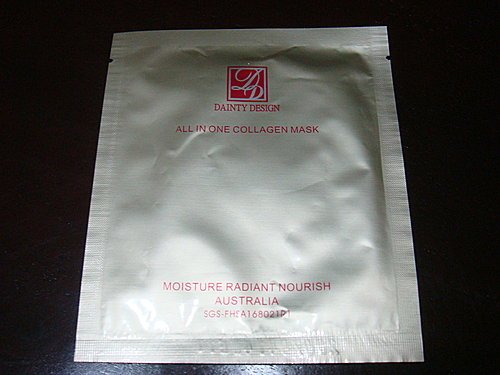 DD
DAINTY DESIGN
ALL IN ONE COLLAGEN MASK
MOISTURE RADIANT NOURISH
AUSTRALIA